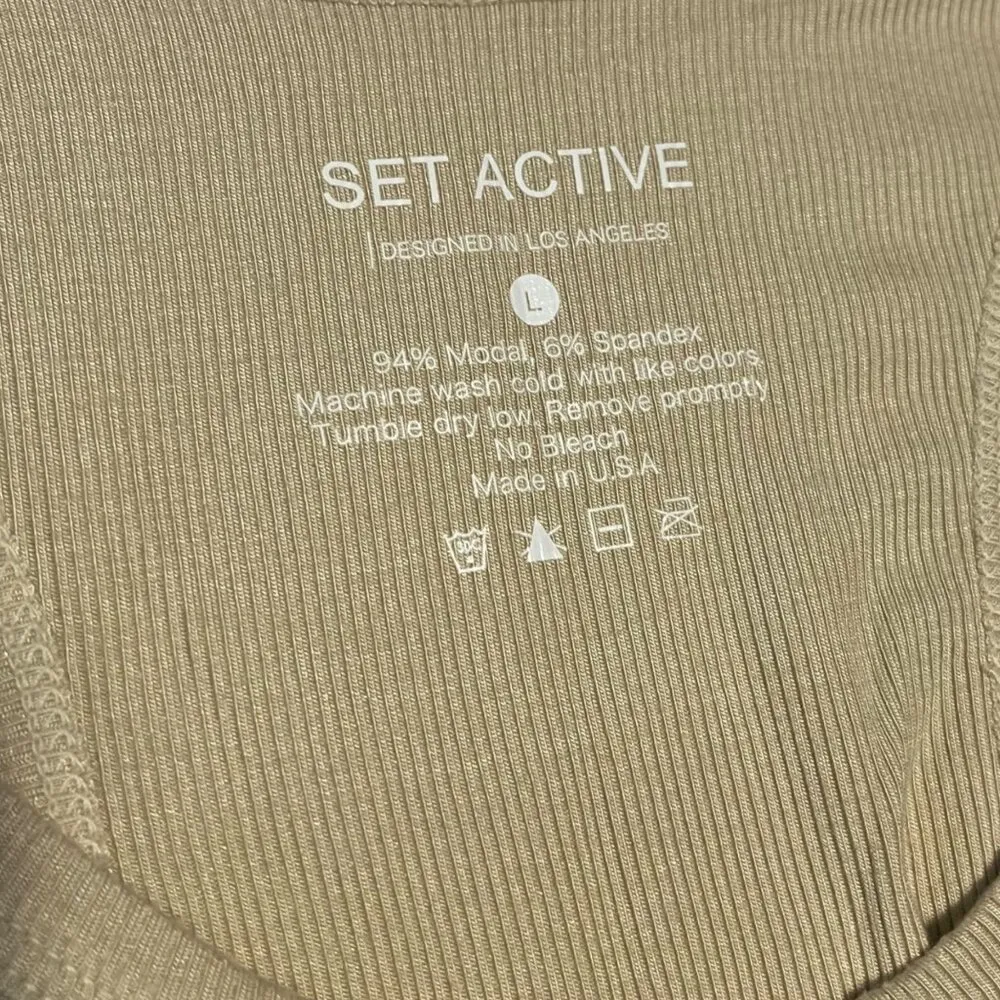 SET ACTIVE
DESIGNED IN LOS ANGELES
L
94% Modal, 6% Spandex
Machine wash cold with like colors,
Tumble dry low. Remove promptly
No Bleach
Made in U.S.A
30C